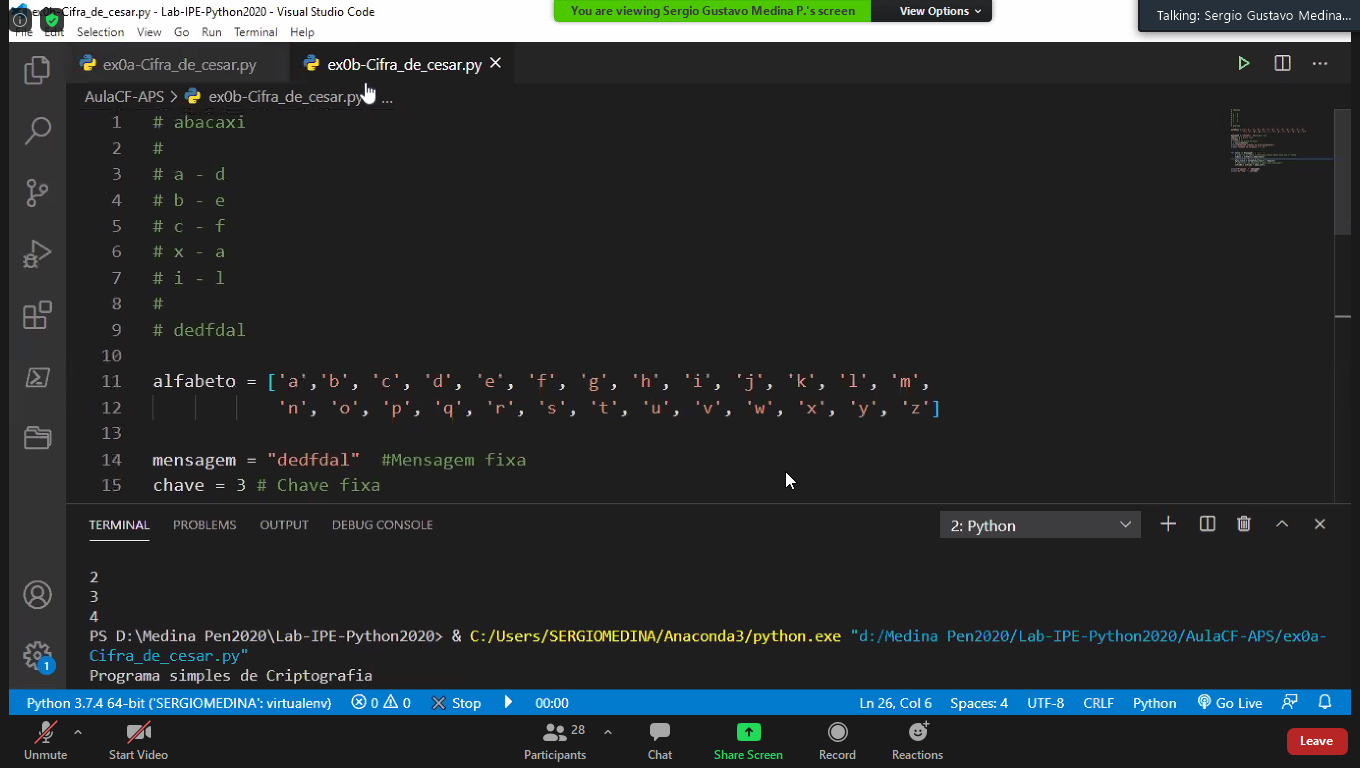 ex0b-Cifra_de_cesar.py - Lab-IPE-Python2020 - Visual Studio Code
You are viewing Sergio Gustavo Medina P.'s screen
View Options
Talking: Sergio Gustavo Medina...
File Edit Selection View Go Run Terminal Help
ex0a-Cifra_de_cesar.py
ex0b-Cifra_de_cesar.py
AulaCF-APS > ex0b-Cifra_de_cesar.py ...
1 # abacaxi
2 #
3 # a - d
4 # b - e
5 # c - f
6 # x - a
7 # i - l
8 #
9 # dedfdal
10
11 alfabeto = ['a','b', 'c', 'd', 'e', 'f', 'g', 'h', 'i', 'j', 'k', 'l', 'm',
12 'n', 'o', 'p', 'q', 'r', 's', 't', 'u', 'v', 'w', 'x', 'y', 'z']
13
14 mensagem = "dedfdal" #Mensagem fixa
15 chave = 3 # Chave fixa
TERMINAL PROBLEMS OUTPUT DEBUG CONSOLE
2: Python
2
3
4
PS D:\Medina Pen2020\Lab-IPE-Python2020> & C:/Users/SERGIOMEDINA/Anaconda3/python.exe "d:/Medina Pen2020/Lab-IPE-Python2020/AulaCF-APS/ex0a-
Cifra_de_cesar.py"
Programa simples de Criptografia
1
Python 3.7.4 64-bit ('SERGIOMEDINA': virtualenv) 0 0 Stop 00:00 Ln 26, Col 6 Spaces: 4 UTF-8 CRLF Python Go Live
28
Unmute Start Video Participants Chat Share Screen Record Reactions Leave